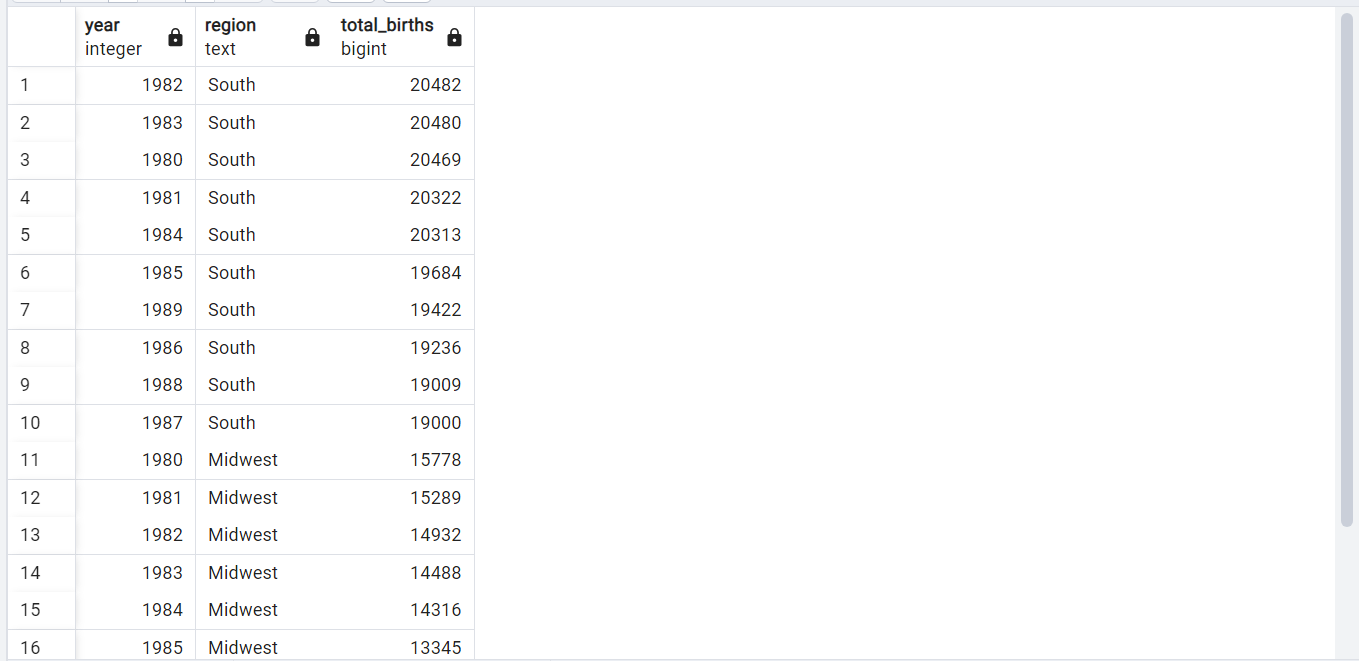 year region total_births
integer text bigint
1 1982 South 20482
2 1983 South 20480
3 1980 South 20469
4 1981 South 20322
5 1984 South 20313
6 1985 South 19684
7 1989 South 19422
8 1986 South 19236
9 1988 South 19009
10 1987 South 19000
11 1980 Midwest 15778
12 1981 Midwest 15289
13 1982 Midwest 14932
14 1983 Midwest 14488
15 1984 Midwest 14316
16 1985 Midwest 13345